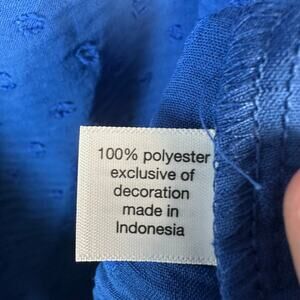 100% polyester
exclusive of
decoration
made in
Indonesia